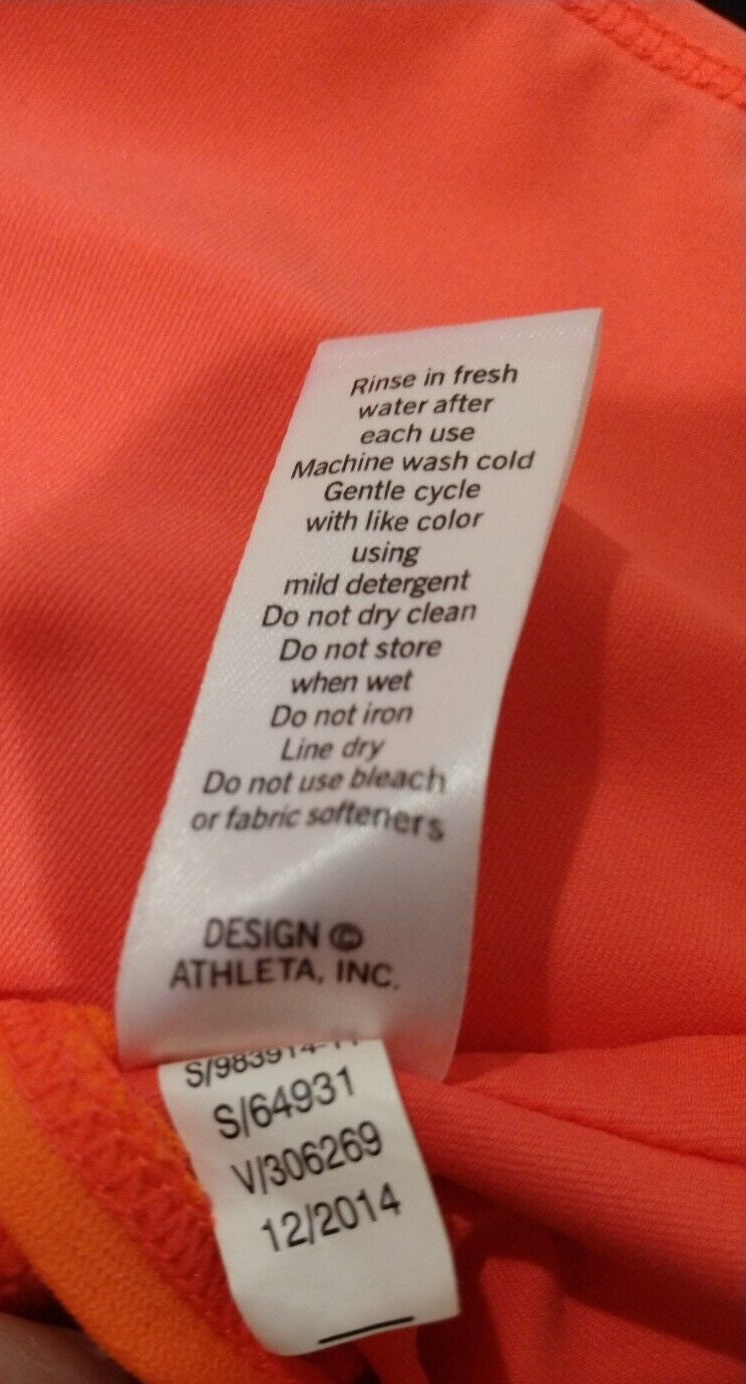 Rinse in fresh
water after
each use
Machine wash cold
Gentle cycle
with like color
using
mild detergent
Do not dry clean
Do not store
when wet
Do not iron
Line dry
Do not use bleach
or fabric softeners
DESIGN ©
ATHLETA, INC.
S/983914-11
S/64931
V/306269
12/2014